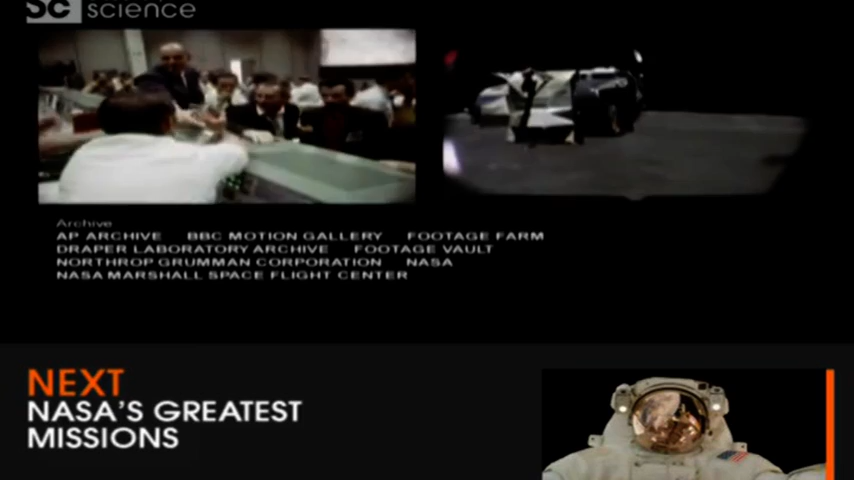 SC science
Archive
AP ARCHIVE BBC MOTION GALLERY FOOTAGE FARM
DRAPER LABORATORY ARCHIVE FOOTAGE VAULT
NORTHROP GRUMMAN CORPORATION NASA
NASA MARSHALL SPACE FLIGHT CENTER
NEXT
NASA'S GREATEST
MISSIONS